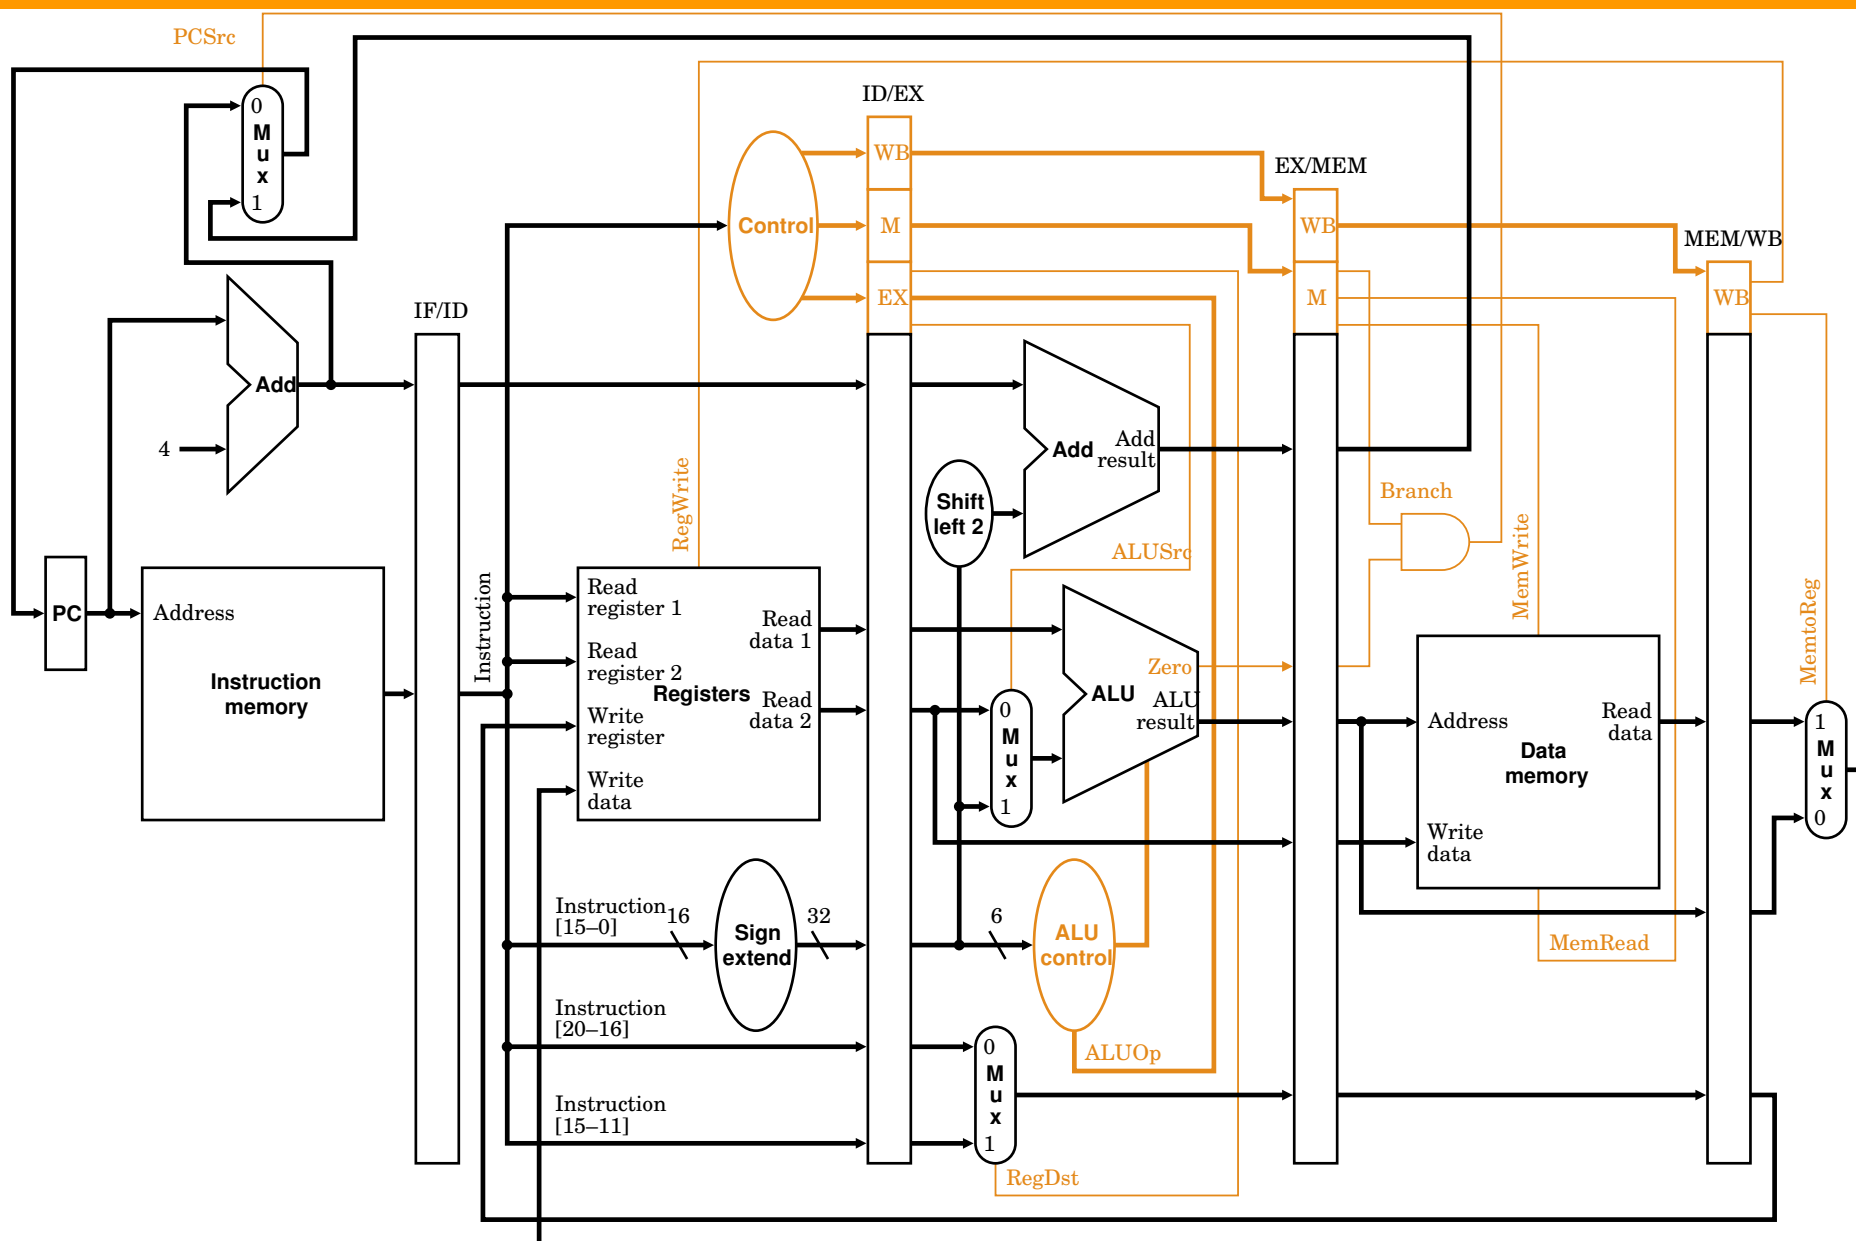 PCSrc
0
M
u
x
1
ID/EX
WB
M
EX
Control
EX/MEM
WB
M
MEM/WB
WB
IF/ID
Add
4
Add
Add
result
Shift
left 2
RegWrite
ALUSrc
Branch
MemWrite
MemtoReg
PC
Address
Instruction
memory
Instruction
Read
register 1
Read
register 2
Write
register
Write
data
Registers
Read
data 1
Read
data 2
0
M
u
x
1
Zero
ALU
ALU
result
Address
Read
data
Data
memory
Write
data
1
M
u
x
0
Instruction
[15–0]
16
Sign
extend
32
6
ALU
control
MemRead
Instruction
[20–16]
Instruction
[15–11]
0
M
u
x
1
ALUOp
RegDst